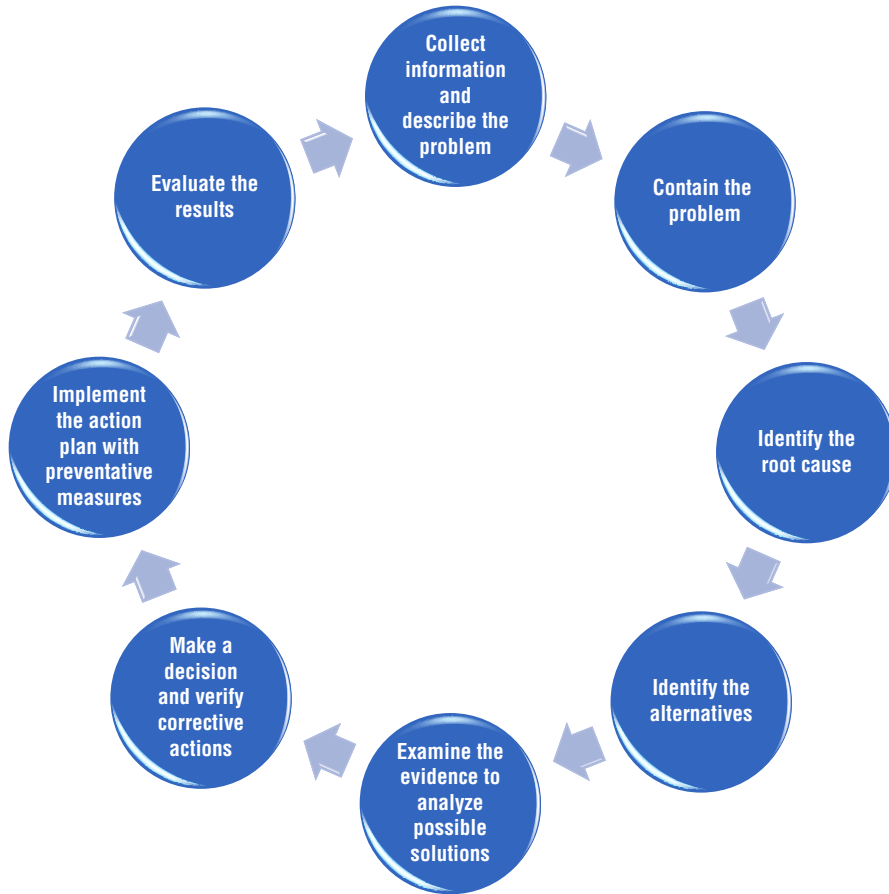 Collect
information
and
describe the
problem
Contain the
problem
Identify the
root cause
Identify the
alternatives
Examine the
evidence to
analyze
possible
solutions
Make a
decision
and verify
corrective
actions
Implement
the action
plan with
preventative
measures
Evaluate the
results